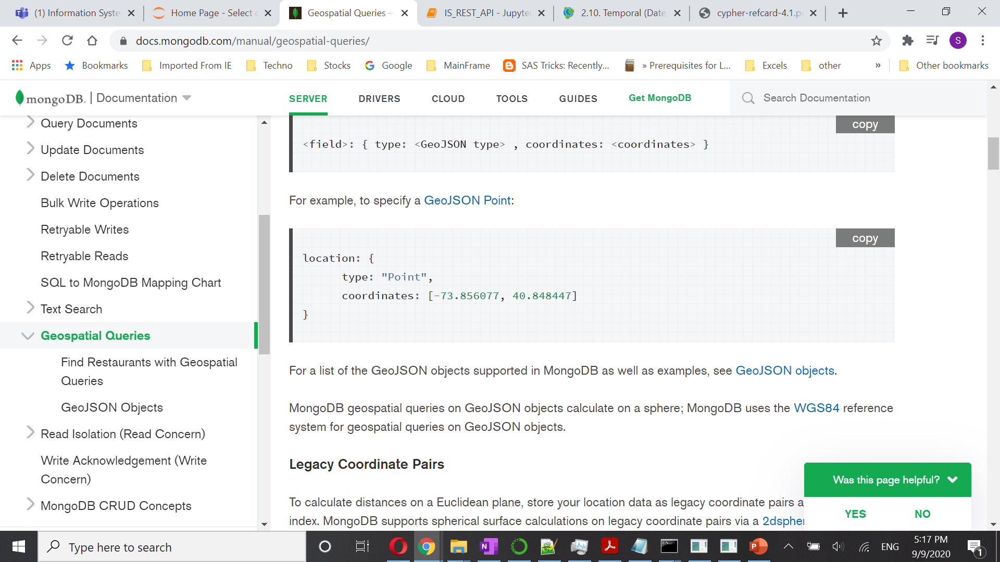 (1) Information Syste
Home Page - Select
Geospatial Queries —
IS_REST_API - Jupyte
2.10. Temporal (Date,
cypher-refcard-4.1.p
docs.mongodb.com/manual/geospatial-queries/
S
Apps
Bookmarks
Imported From IE
Techno
Stocks
Google
MainFrame
SAS Tricks: Recently...
» Prerequisites for L...
Excels
other
»
Other bookmarks
mongoDB. | Documentation
SERVER
DRIVERS
CLOUD
TOOLS
GUIDES
Get MongoDB
Search Documentation
Query Documents
Update Documents
Delete Documents
Bulk Write Operations
Retryable Writes
Retryable Reads
SQL to MongoDB Mapping Chart
Text Search
Geospatial Queries
Find Restaurants with Geospatial
Queries
GeoJSON Objects
Read Isolation (Read Concern)
Write Acknowledgement (Write
Concern)
MongoDB CRUD Concepts
copy
<field>: { type: <GeoJSON type> , coordinates: <coordinates> }
For example, to specify a GeoJSON Point:
copy
location: {
type: "Point",
coordinates: [-73.856077, 40.848447]
}
For a list of the GeoJSON objects supported in MongoDB as well as examples, see GeoJSON objects.
MongoDB geospatial queries on GeoJSON objects calculate on a sphere; MongoDB uses the WGS84 reference
system for geospatial queries on GeoJSON objects.
Legacy Coordinate Pairs
To calculate distances on a Euclidean plane, store your location data as legacy coordinate pairs a
index. MongoDB supports spherical surface calculations on legacy coordinate pairs via a 2dspher
Was this page helpful?
YES
NO
Type here to search
ENG
5:17 PM
9/9/2020
1